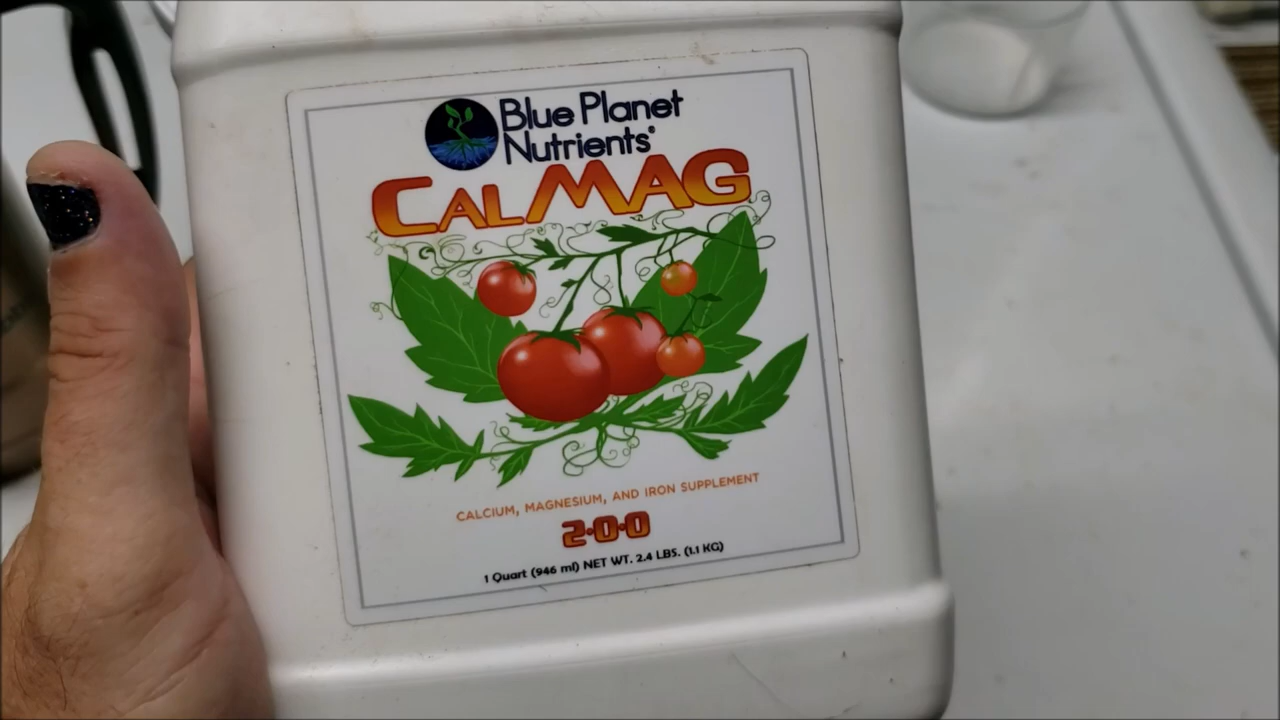 Blue Planet
Nutrients®
CALMAG
CALCIUM, MAGNESIUM, AND IRON SUPPLEMENT
2-0-0
1 Quart (946 ml) NET WT. 2.4 LBS. (1.1 KG)